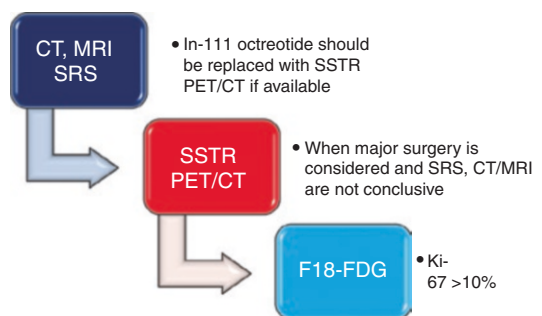 CT, MRI
SRS
• In-111 octreotide should
be replaced with SSTR
PET/CT if available
SSTR
PET/CT
• When major surgery is
considered and SRS, CT/MRI
are not conclusive
F18-FDG
• Ki-
67 >10%